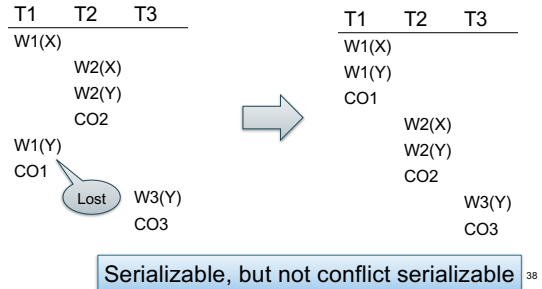 T1 T2 T3
W1(X)
W2(X)
W2(Y)
CO2
W1(Y)
CO1
Lost
W3(Y)
CO3
T1 T2 T3
W1(X)
W1(Y)
CO1
W2(X)
W2(Y)
CO2
W3(Y)
CO3
Serializable, but not conflict serializable
38